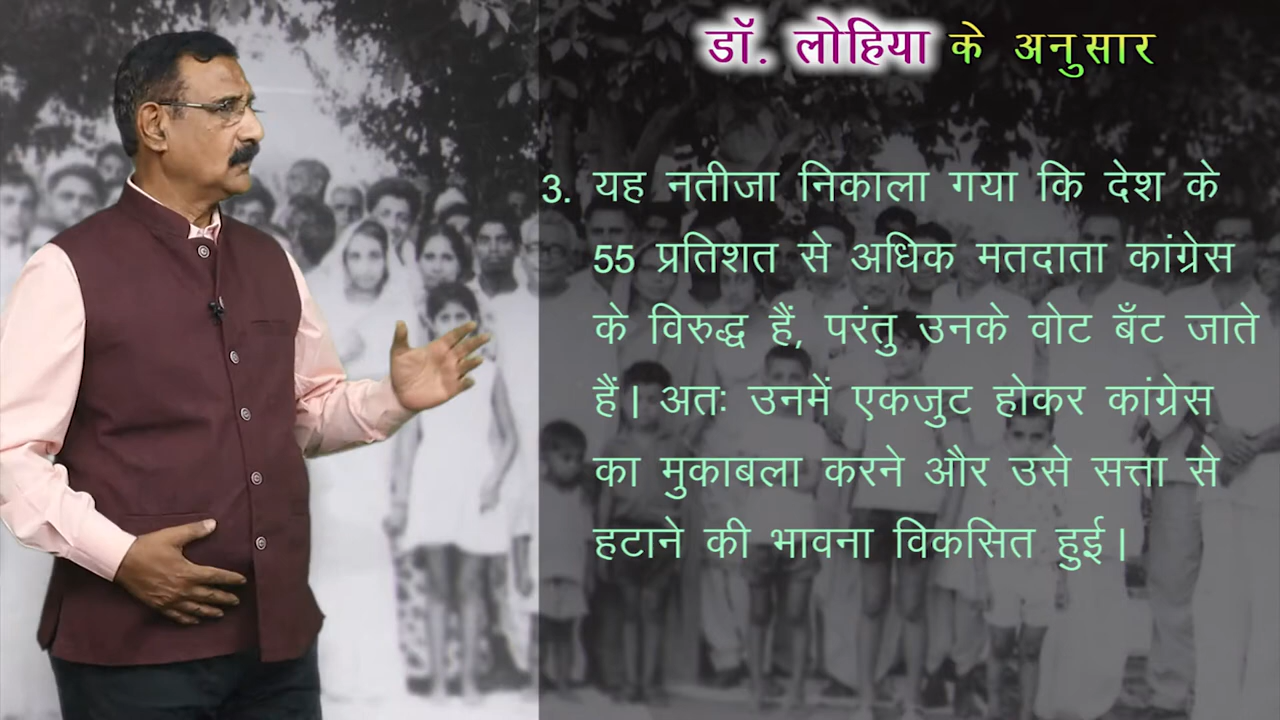 डॉ. लोहिया के अनुसार
3. यह नतीजा निकाला गया कि देश के
55 प्रतिशत से अधिक मतदाता कांग्रेस
के विरुद्ध हैं, परंतु उनके वोट बँट जाते
हैं। अतः उनमें एकजुट होकर कांग्रेस
का मुकाबला करने और उसे सत्ता से
हटाने की भावना विकसित हुई।